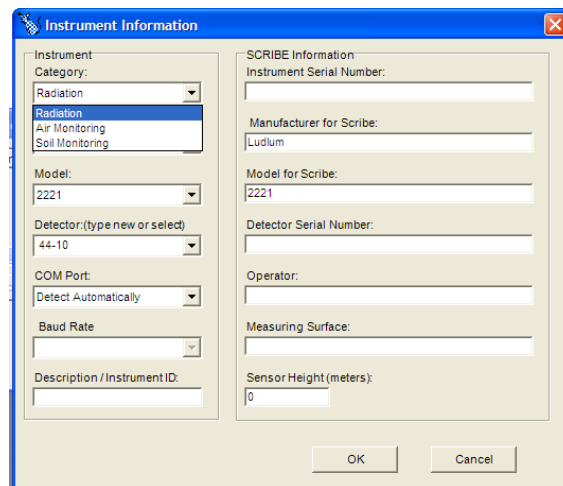 Instrument Information
Instrument
Category:
Radiation
Radiation
Air Monitoring
Soil Monitoring
Model:
2221
Detector:(type new or select)
44-10
COM Port:
Detect Automatically
Baud Rate
Description / Instrument ID:
SCRIBE Information
Instrument Serial Number:
Manufacturer for Scribe:
Ludlum
Model for Scribe:
2221
Detector Serial Number:
Operator:
Measuring Surface:
Sensor Height (meters):
0
OK
Cancel